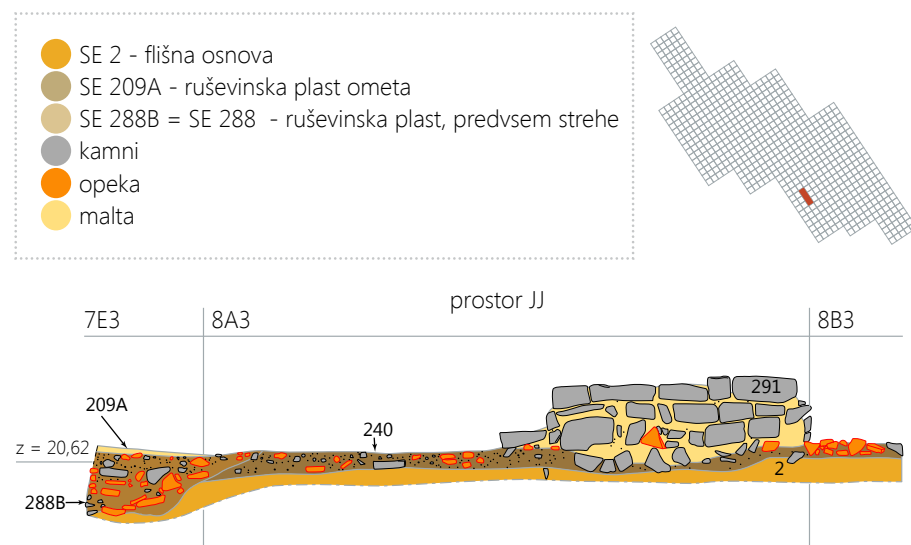 SE 2 - flišna osnova
SE 209A - ruševinska plast ometa
SE 288B = SE 288 - ruševinska plast, predvsem strehe
kamni
opeka
malta
prostor JJ
7E3
8A3
8B3
209A
291
240
z = 20,62
2
288B